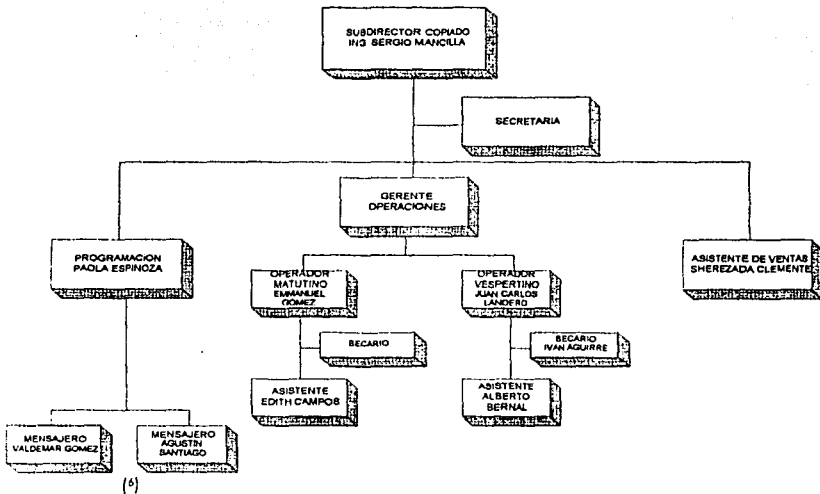 SUBDIRECTOR COPIADO
ING SERGIO MANCILLA
SECRETARIA
GERENTE
OPERACIONES
PROGRAMACION
PAOLA ESPINOZA
ASISTENTE DE VENTAS
SHEREZADA CLEMENTE
OPERADOR
MATUTINO
EMMANUEL
GOMEZ
OPERADOR
VESPERTINO
JUAN CARLOS
LANDERO
BECARIO
BECARIO
IVAN AGUIRRE
ASISTENTE
EDITH CAMPOS
ASISTENTE
ALBERTO
BERNAL
MENSAJERO
VALDEMAR GOMEZ
MENSAJERO
AGUSTIN
SANTIAGO
(6)